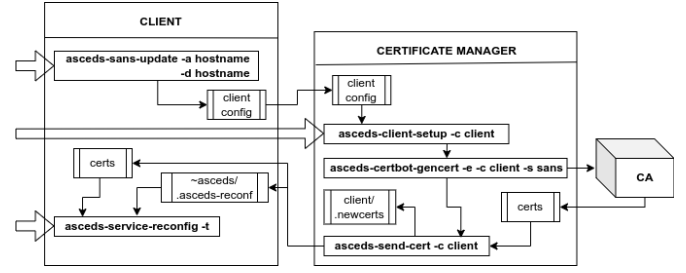 CLIENT
CERTIFICATE MANAGER
asceds-sans-update -a hostname
-d hostname
client
config
client
config
asceds-client-setup -c client
certs
asceds-certbot-gencert -e -c client -s sans
CA
~asceds/
.asceds-reconf
client/
.newcerts
certs
asceds-service-reconfig -t
asceds-send-cert -c client